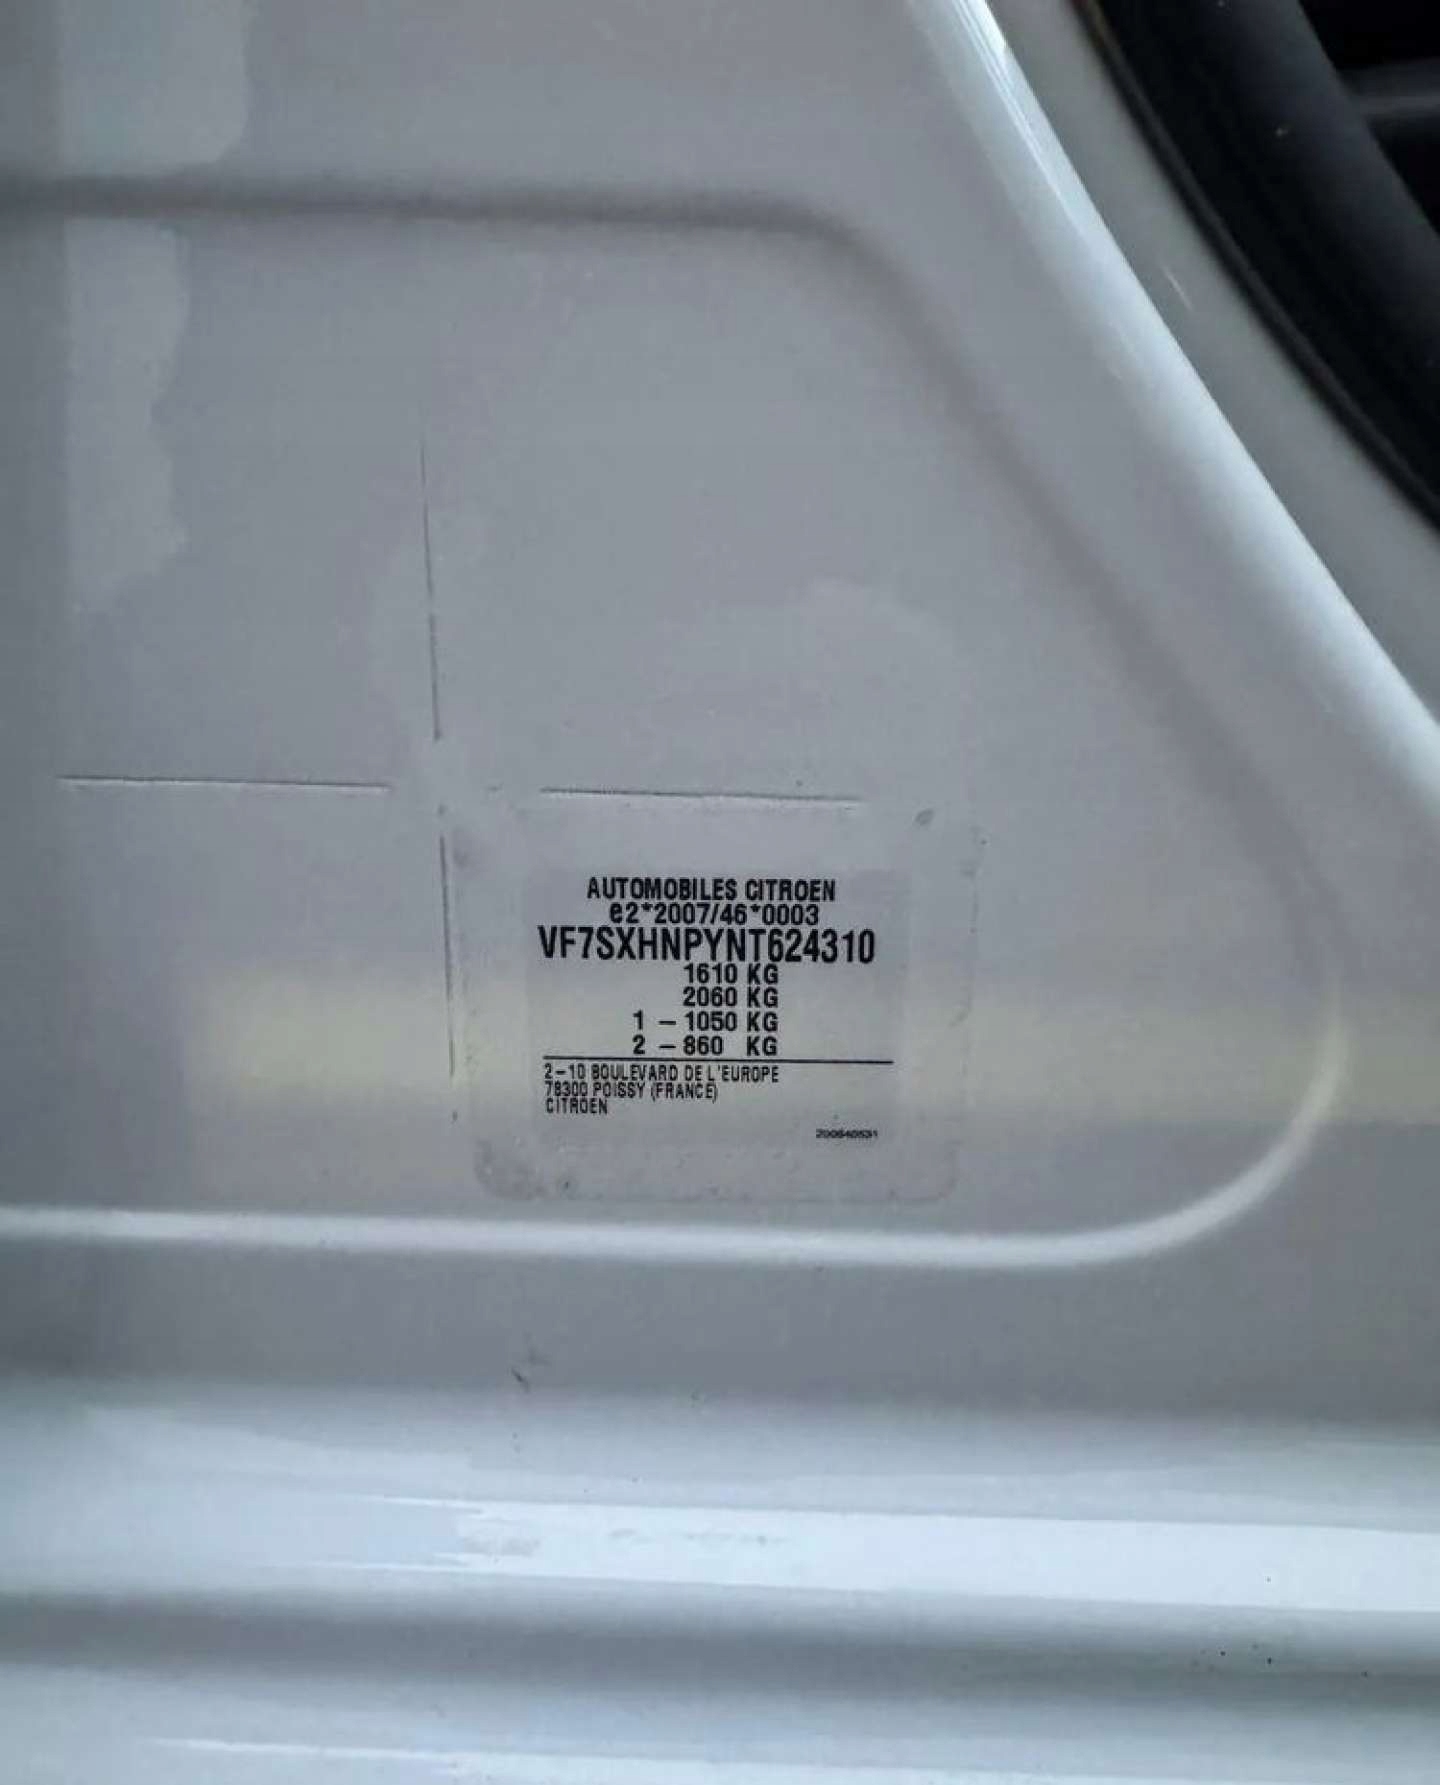 AUTOMOBILES CITROEN
e2*2007/46*0003
VF7SXHNPYNT624310
1610 KG
2060 KG
1 – 1050 KG
2 – 860 KG
2–10 BOULEVARD DE L'EUROPE
78300 POISSY (FRANCE)
CITROEN